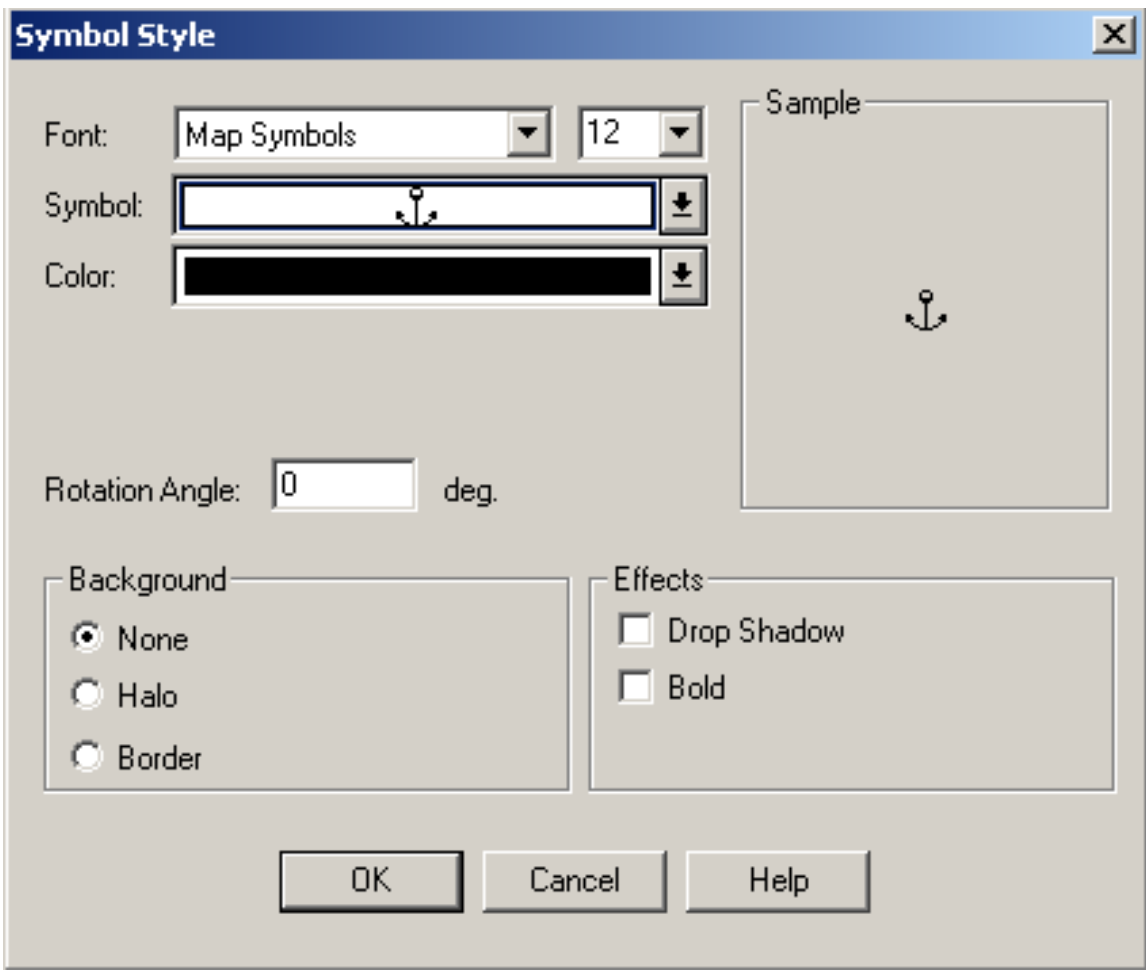 Symbol Style
Font: Map Symbols 12
Symbol:
Color:
Sample
Rotation Angle: 0 deg.
Background
None
Halo
Border
Effects
Drop Shadow
Bold
OK Cancel Help